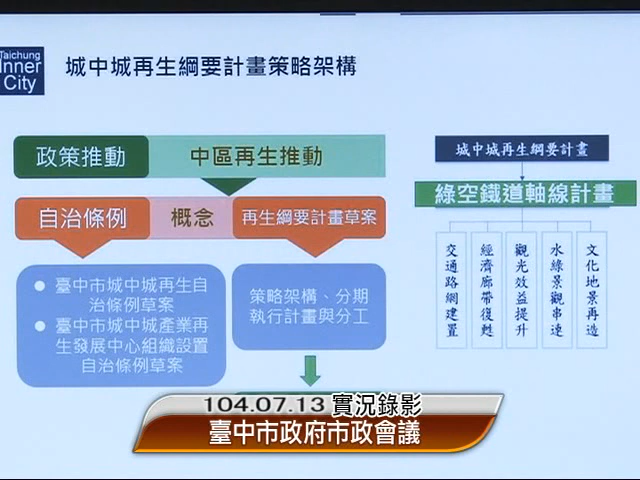 Taichung
Inner
City
城中城再生綱要計畫策略架構
政策推動
中區再生推動
自治條例
概念
再生綱要計畫草案
臺中市城中城再生自
治條例草案
臺中市城中城產業再
生發展中心組織設置
自治條例草案
策略架構、分期
執行計畫與分工
城中城再生綱要計畫
綠空鐵道軸線計畫
交通路網建置
經濟廊帶復甦
觀光效益提升
水綠景觀串連
文化地景再造
104.07.13 實況錄影
臺中市政府市政會議